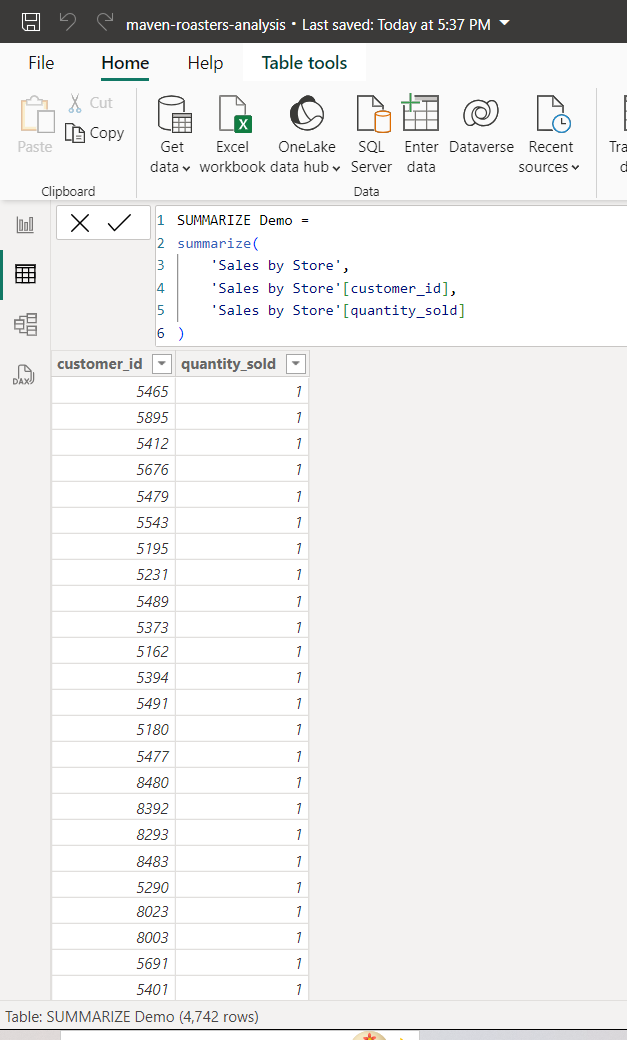 maven-roasters-analysis • Last saved: Today at 5:37 PM
File Home Help Table tools
Paste
Cut
Copy
Clipboard
Get data
Excel workbook
OneLake data hub
SQL Server
Enter data
Dataverse
Recent sources
Data
1 SUMMARIZE Demo =
2 summarize(
3 'Sales by Store',
4 'Sales by Store'[customer_id],
5 'Sales by Store'[quantity_sold]
6 )
DAX
customer_id quantity_sold
5465 1
5895 1
5412 1
5676 1
5479 1
5543 1
5195 1
5231 1
5489 1
5373 1
5162 1
5394 1
5491 1
5180 1
5477 1
8480 1
8392 1
8293 1
8483 1
5290 1
8023 1
8003 1
5691 1
5401 1
Table: SUMMARIZE Demo (4,742 rows)